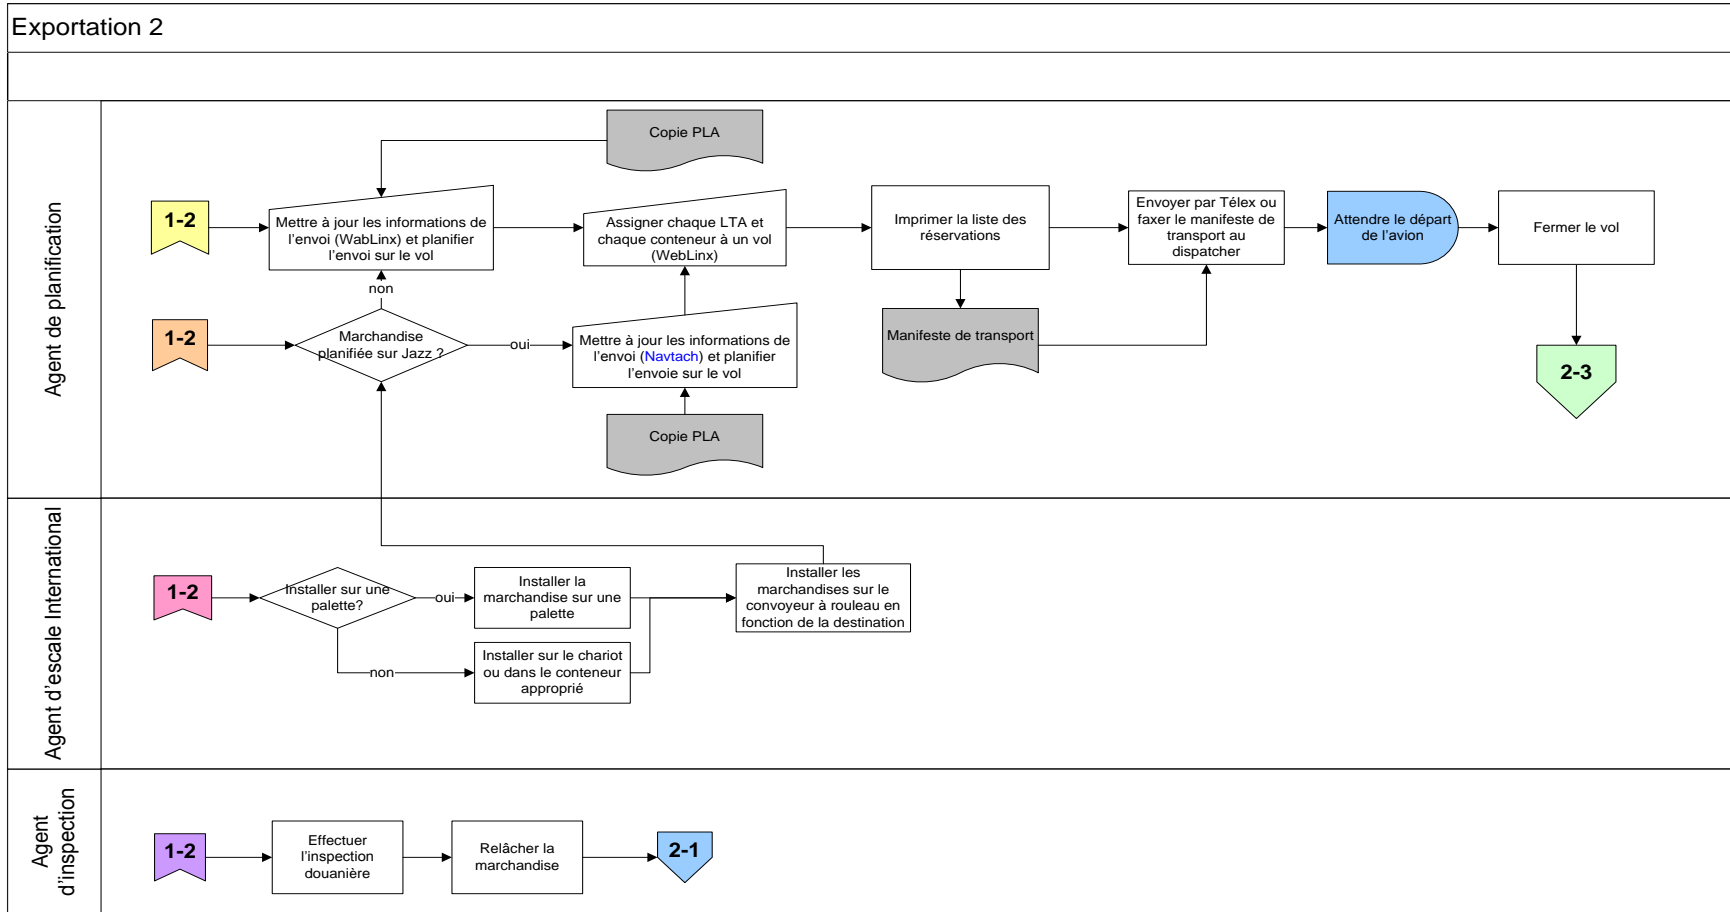 Exportation 2
Agent de planification
Copie PLA
1-2
Mettre à jour les informations de
l'envoi (WabLinx) et planifier
l'envoi sur le vol
Assigner chaque LTA et
chaque conteneur à un vol
(WebLinx)
Imprimer la liste des
réservations
Envoyer par Télex ou
faxer le manifeste de
transport au
dispatcher
Attendre le départ
de l'avion
Fermer le vol
non
1-2
Marchandise
planifiée sur Jazz ?
oui
Mettre à jour les informations de
l'envoi (Navtach) et planifier
l'envoie sur le vol
Manifeste de transport
2-3
Copie PLA
Agent d'escale International
1-2
Installer sur une
palette?
oui
Installer la
marchandise sur une
palette
Installer les
marchandises sur le
convoyeur à rouleau en
fonction de la destination
non
Installer sur le chariot
ou dans le conteneur
approprié
Agent
d'inspection
1-2
Effectuer
l'inspection
douanière
Relâcher la
marchandise
2-1